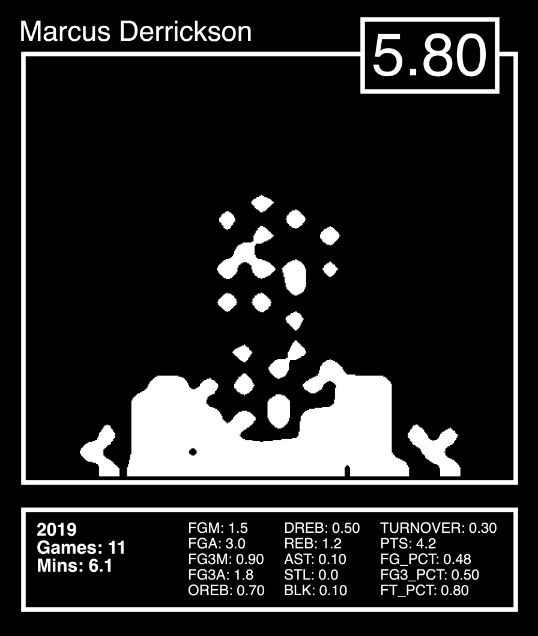 Marcus Derrickson
5.80
2019
Games: 11
Mins: 6.1
FGM: 1.5
FGA: 3.0
FG3M: 0.90
FG3A: 1.8
OREB: 0.70
DREB: 0.50
REB: 1.2
AST: 0.10
STL: 0.0
BLK: 0.10
TURNOVER: 0.30
PTS: 4.2
FG_PCT: 0.48
FG3_PCT: 0.50
FT_PCT: 0.80